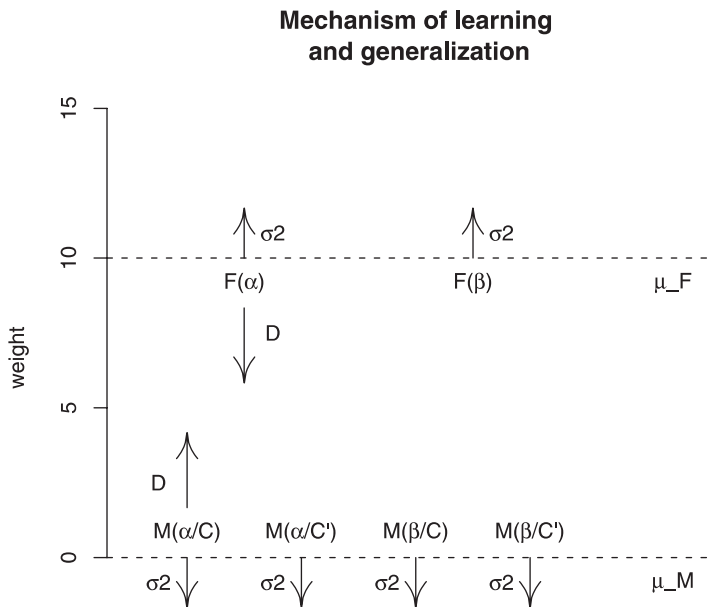 Mechanism of learning
and generalization
15
σ2 σ2
10
F(α) F(β) μ_F
D
weight
5
D
M(α/C) M(α/C') M(β/C) M(β/C')
0
σ2 σ2 σ2 σ2 μ_M